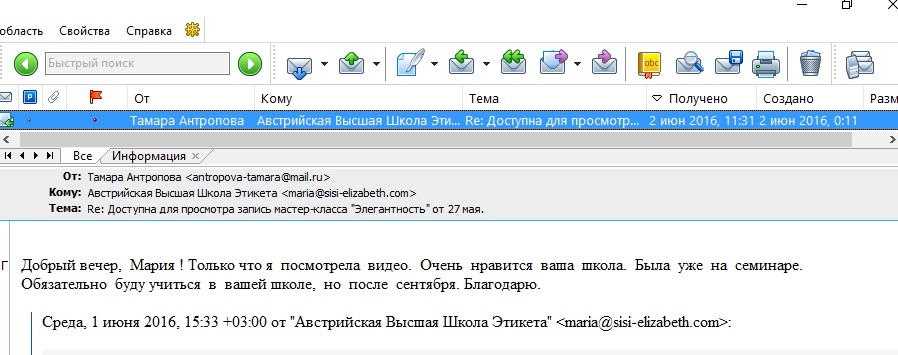 область Свойства Справка
Быстрый поиск
abc
От Кому Тема Получено Создано Разм
Тамара Антропова Австрийская Высшая Школа Эти... Re: Доступна для просмотр... 2 июн 2016, 11:31 2 июн 2016, 0:11
Все Информация
От: Тамара Антропова <antropova-tamara@mail.ru>
Кому: Австрийская Высшая Школа Этикета <maria@sisi-elizabeth.com>
Тема: Re: Доступна для просмотра запись мастер-класса "Элегантность" от 27 мая.
Добрый вечер, Мария ! Только что я посмотрела видео. Очень нравится ваша школа. Была уже на семинаре.
Обязательно буду учиться в вашей школе, но после сентября. Благодарю.
Среда, 1 июня 2016, 15:33 +03:00 от "Австрийская Высшая Школа Этикета" <maria@sisi-elizabeth.com>: